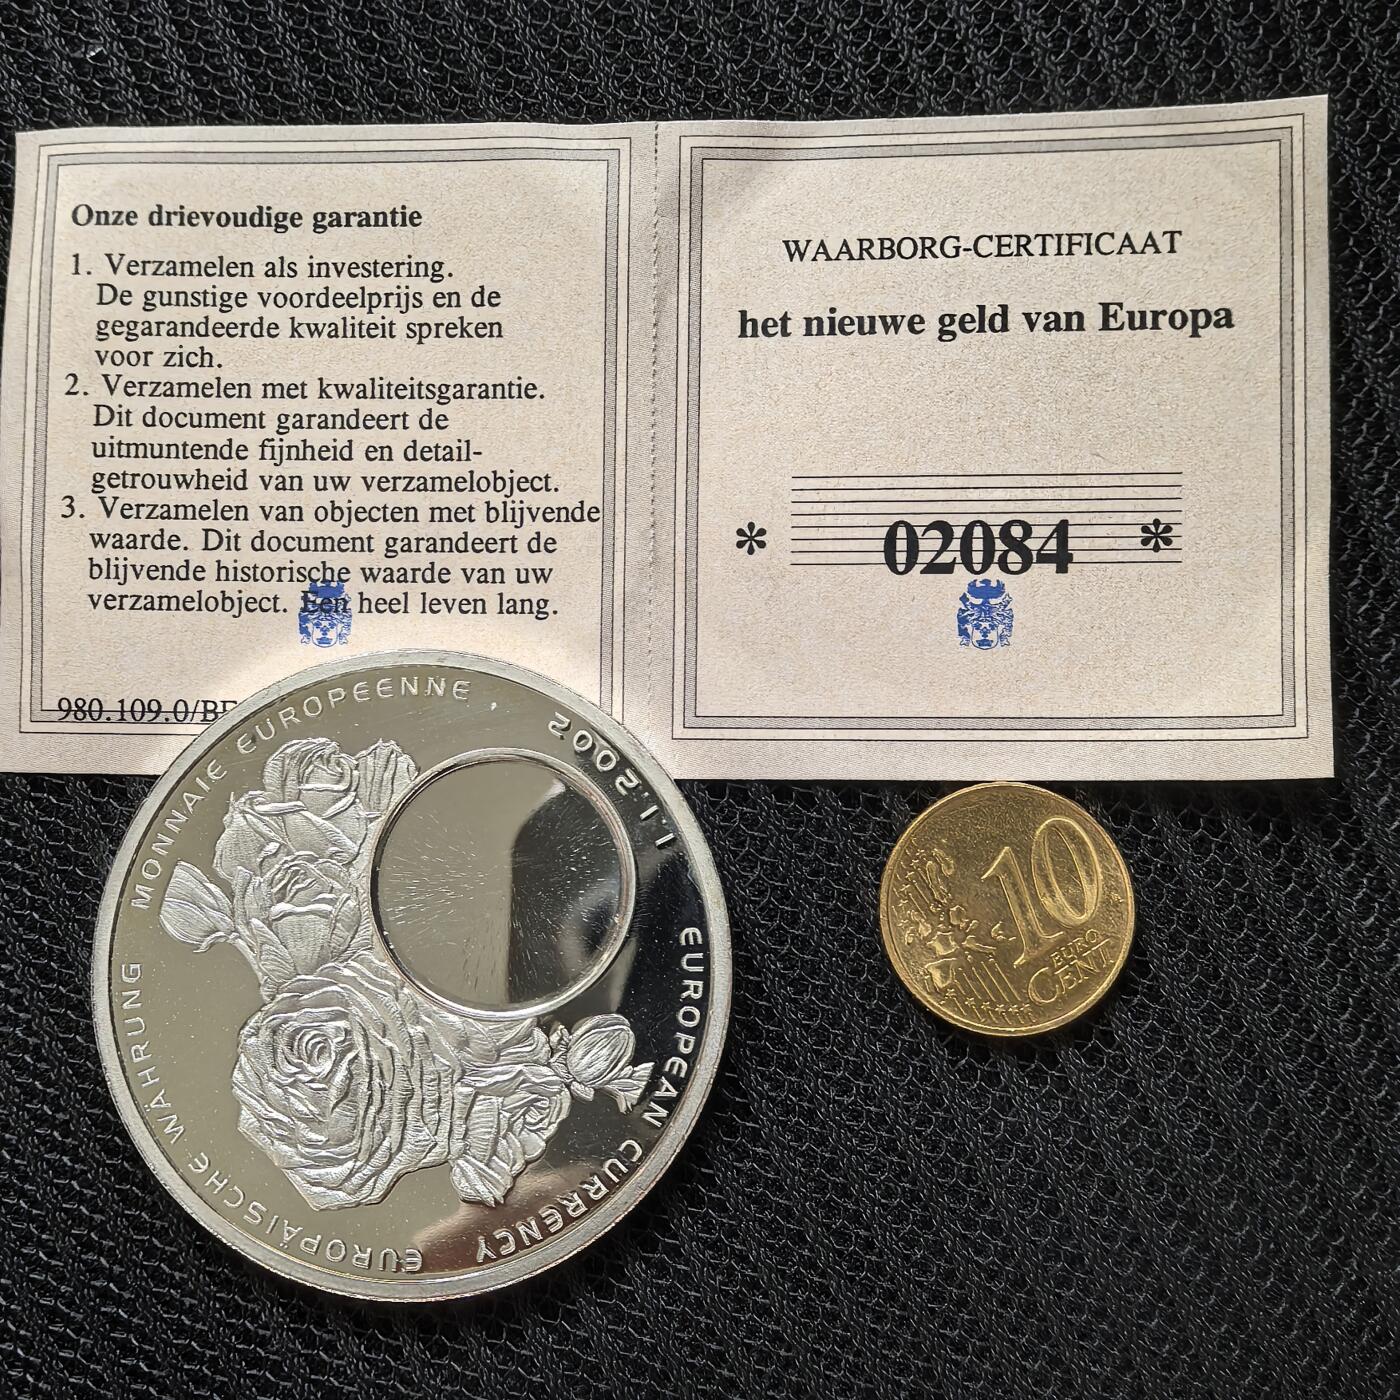 Onze drievoudige garantie
1. Verzamelen als investering.
De gunstige voordeelprijs en de
gegarandeerde kwaliteit spreken
voor zich.
2. Verzamelen met kwaliteitsgarantie.
Dit document garandeert de
uitmuntende fijnheid en detail-
getrouwheid van uw verzamelobject.
3. Verzamelen van objecten met blijvende
waarde. Dit document garandeert de
blijvende historische waarde van uw
verzamelobject. Een heel leven lang.
980.109.0/BE
WAARBORG-CERTIFICAAT
het nieuwe geld van Europa
* 02084 *
MONNAIE EUROPEENNE
1.1.2002
EUROPEAN CURRENCY
EUROPÄISCHE WÄHRUNG
10
EURO
CENT